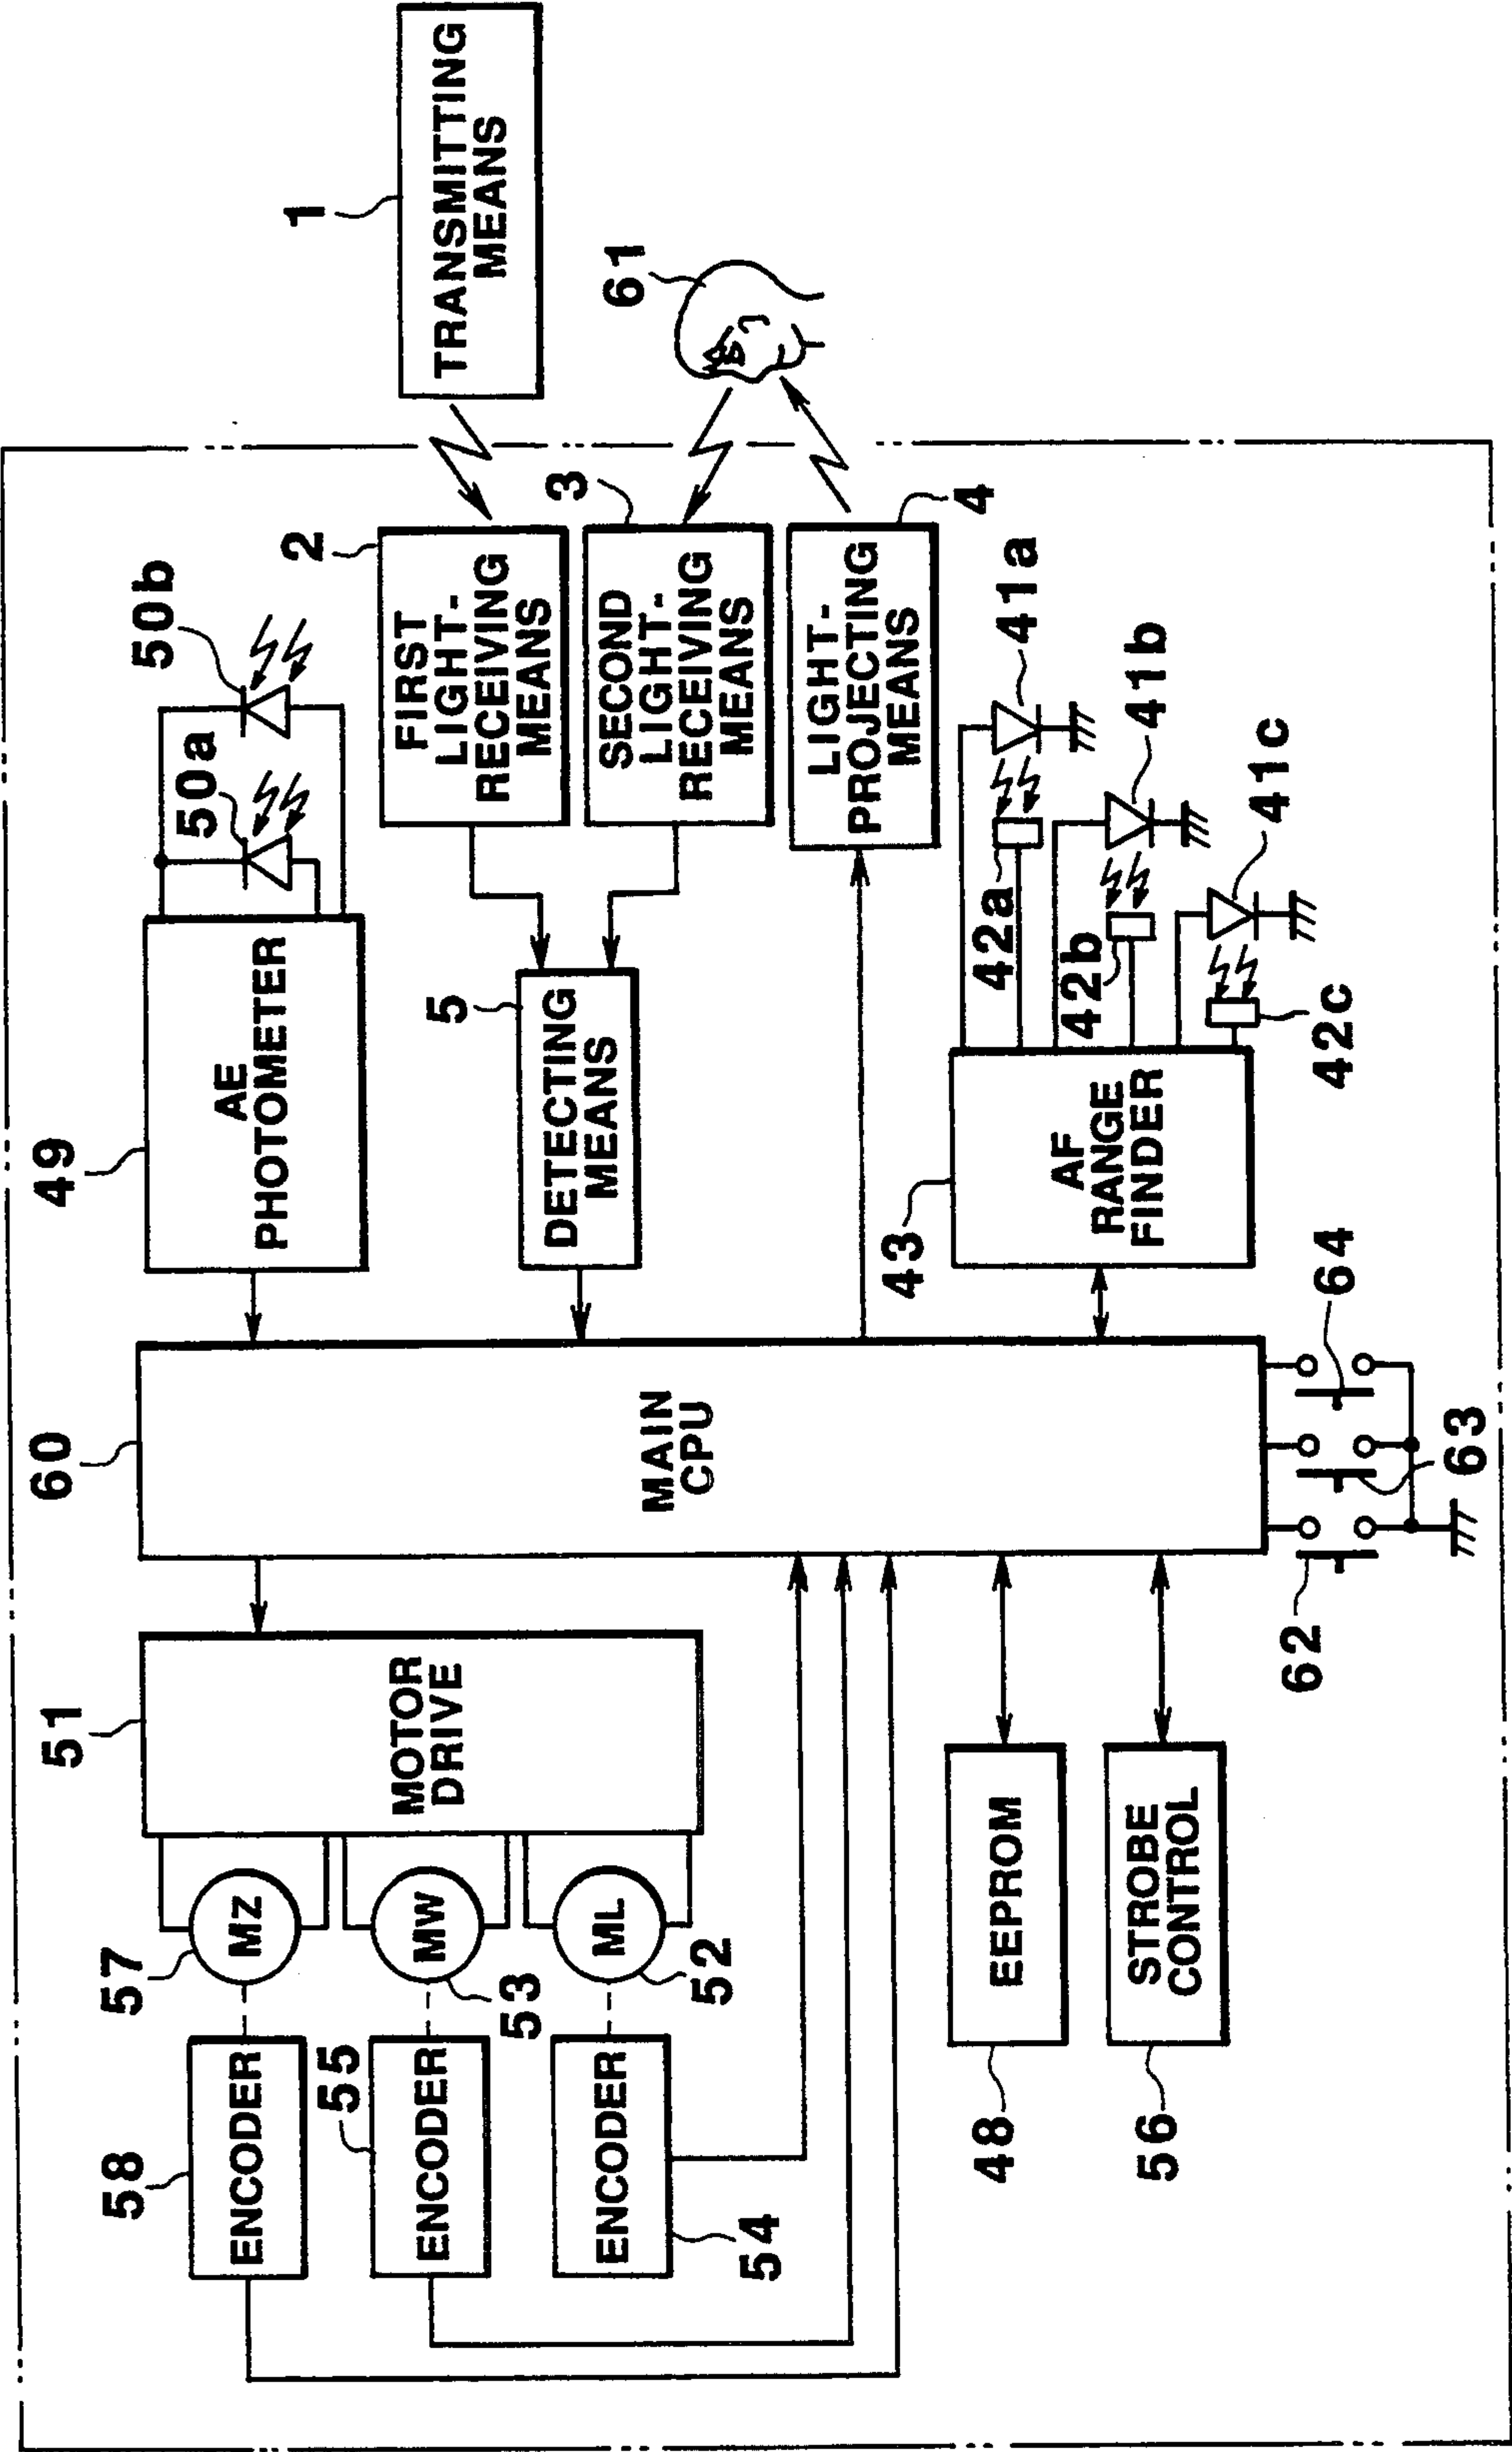 1
TRANSMITTING
MEANS
61
50b
50a
2
FIRST
LIGHT-
RECEIVING
MEANS
3
SECOND
LIGHT-
RECEIVING
MEANS
4
LIGHT-
PROJECTING
MEANS
41a
41b
41c
42a
42b
42c
49
AE
PHOTOMETER
5
DETECTING
MEANS
43
AF
RANGE
FINDER
60
MAIN
CPU
64
63
62
51
MOTOR
DRIVE
57
MZ
53
MW
52
ML
58
ENCODER
55
ENCODER
54
ENCODER
48
EEPROM
56
STROBE
CONTROL